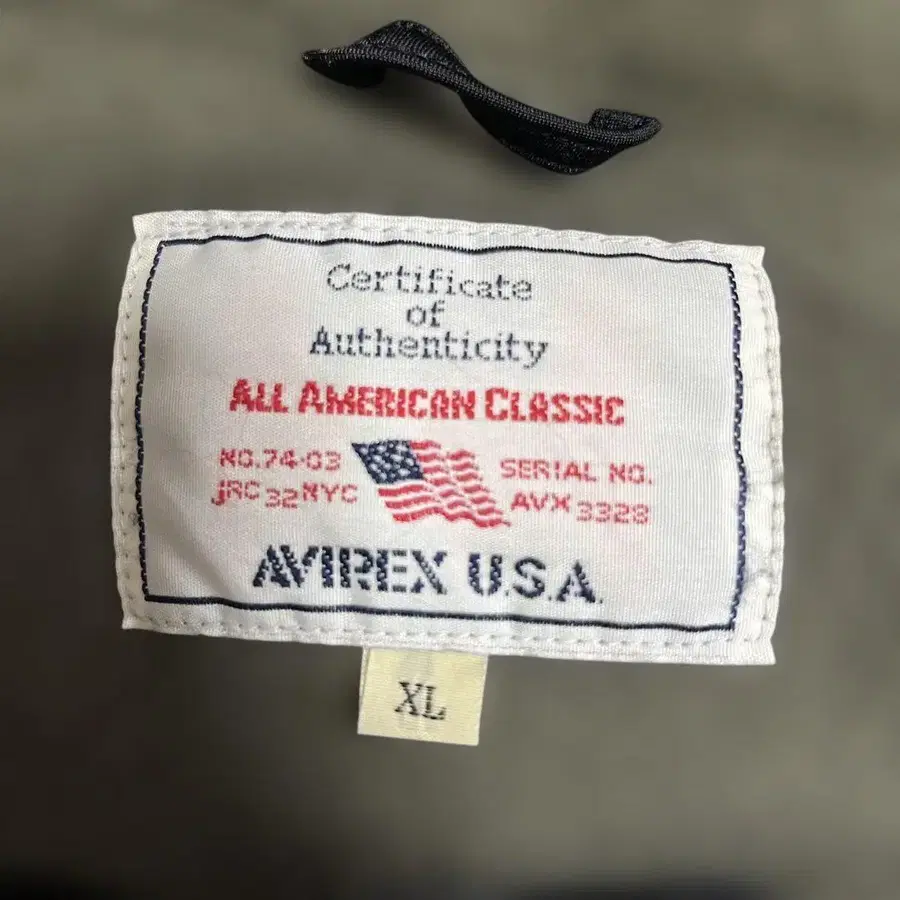 Certificate
of
Authenticity
ALL AMERICAN CLASSIC
NO.74-03
JRC 32 NYC
SERIAL NO.
AVX 3328
AVIREX U.S.A.
XL